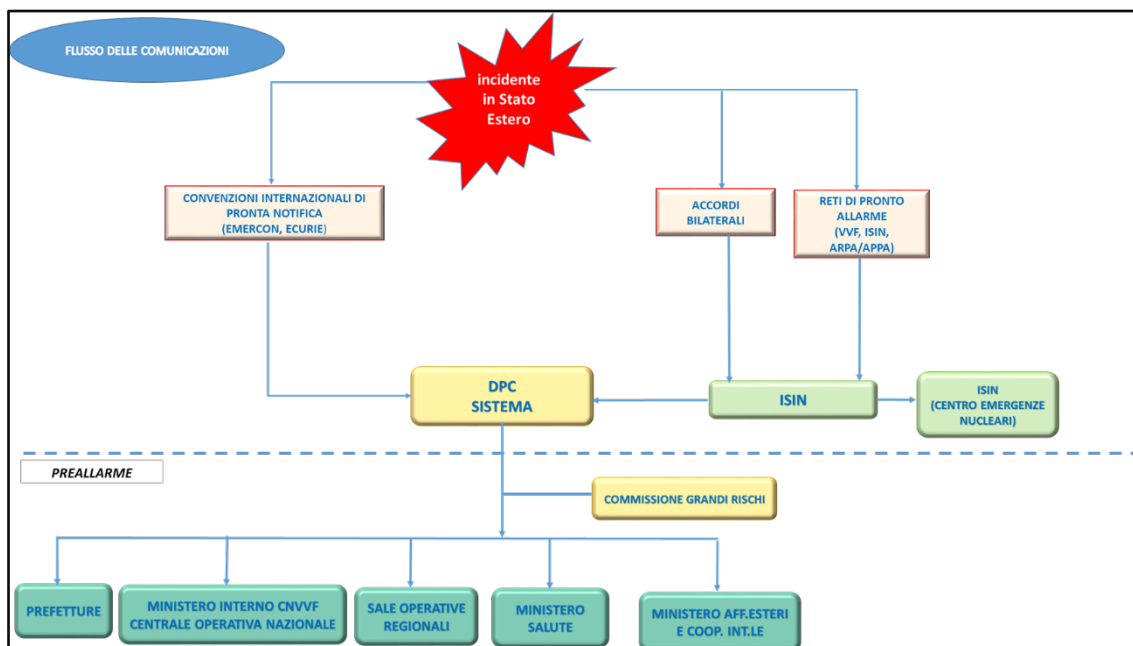 FLUSSO DELLE COMUNICAZIONI
incidente
in Stato
Estero
CONVENZIONI INTERNAZIONALI DI
PRONTA NOTIFICA
(EMERCON, ECURIE)
ACCORDI
BILATERALI
RETI DI PRONTO
ALLARME
(VVF, ISIN,
ARPA/APPA)
DPC
SISTEMA
ISIN
ISIN
(CENTRO EMERGENZE
NUCLEARI)
PREALLARME
COMMISSIONE GRANDI RISCHI
PREFETTURE
MINISTERO INTERNO CNVVF
CENTRALE OPERATIVA NAZIONALE
SALE OPERATIVE
REGIONALI
MINISTERO
SALUTE
MINISTERO AFF.ESTERI
E COOP. INT.LE